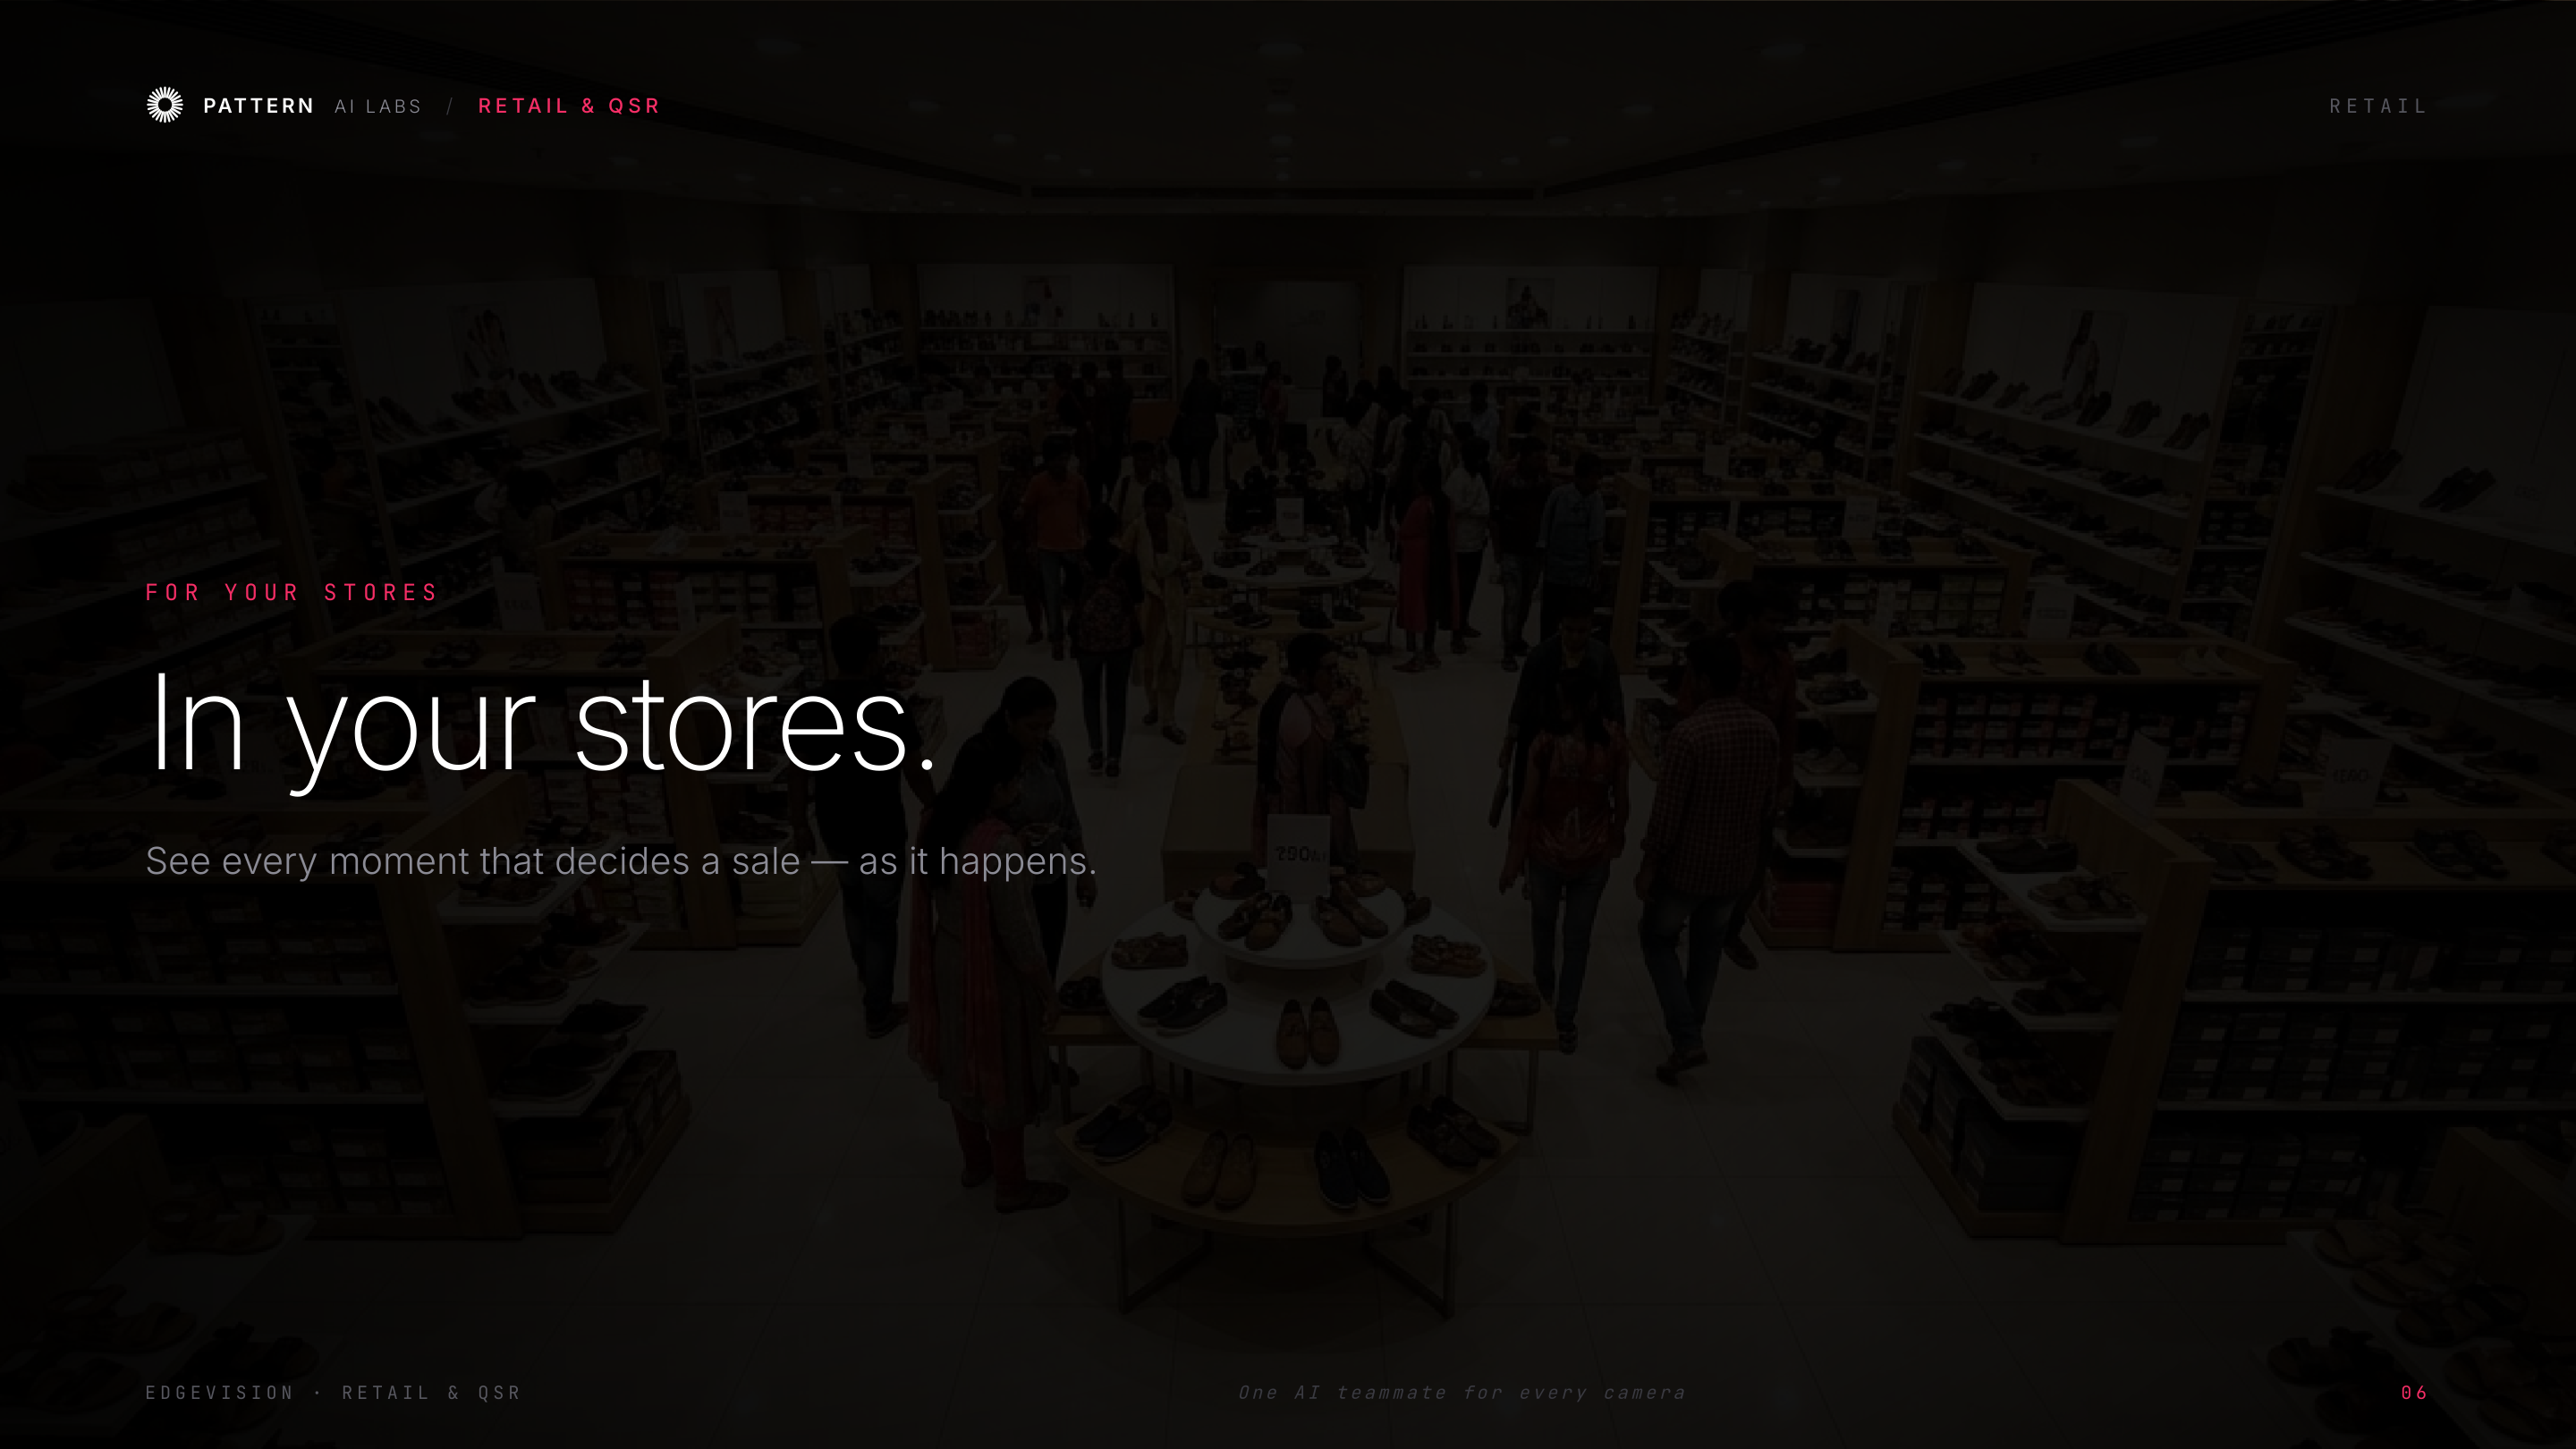 PATTERN AI LABS / RETAIL & QSR
RETAIL
FOR YOUR STORES
In your stores.
See every moment that decides a sale — as it happens.
EDGEVISION · RETAIL & QSR
One AI teammate for every camera
06